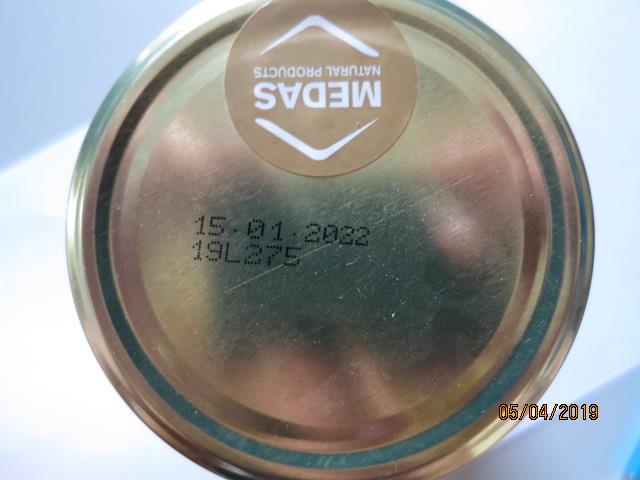 MEDAS
NATURAL PRODUCTS
15.01.2022
19L275
05/04/2019